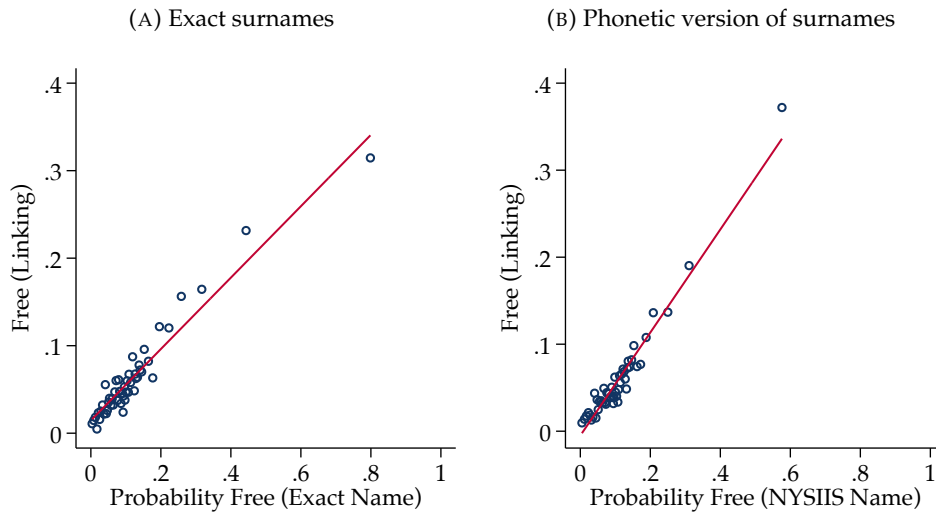 (A) Exact surnames
.4
.3
.2
.1
0
Free (Linking)
0 .2 .4 .6 .8 1
Probability Free (Exact Name)
(B) Phonetic version of surnames
.4
.3
.2
.1
0
Free (Linking)
0 .2 .4 .6 .8 1
Probability Free (NYSIIS Name)